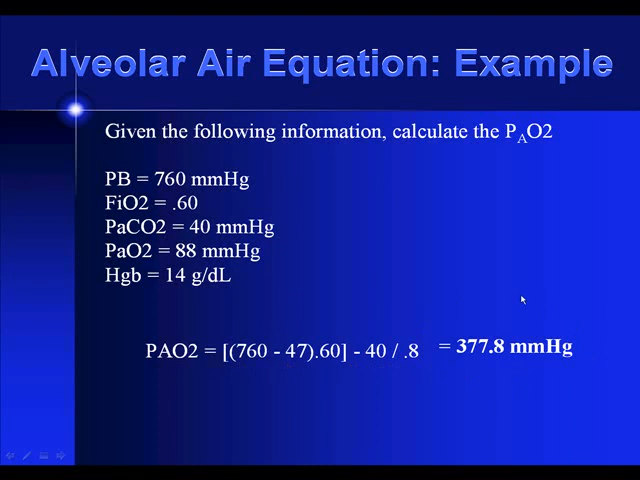 Alveolar Air Equation: Example
Given the following information, calculate the PAO2
PB = 760 mmHg
FiO2 = .60
PaCO2 = 40 mmHg
PaO2 = 88 mmHg
Hgb = 14 g/dL
PAO2 = [(760 - 47).60] - 40 / .8 = 377.8 mmHg